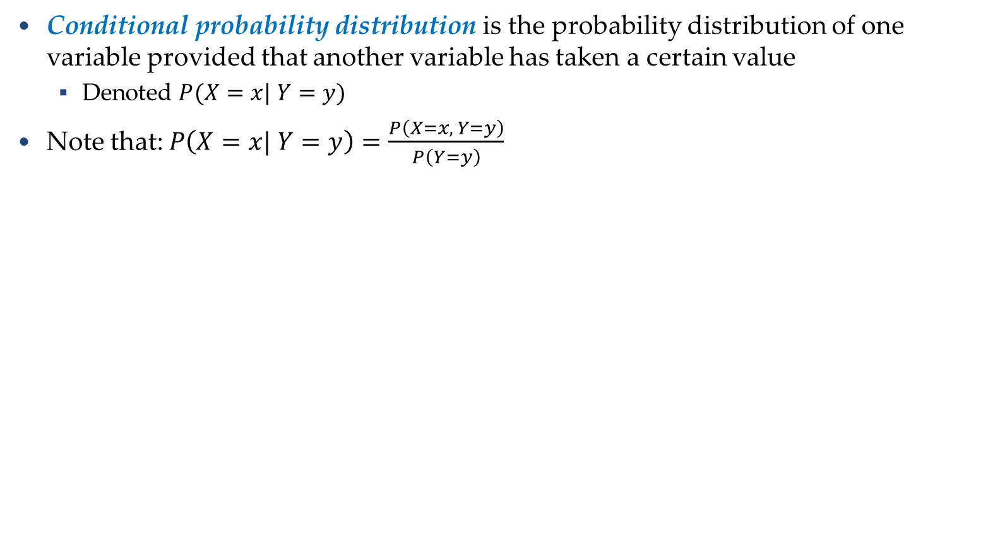 • Conditional probability distribution is the probability distribution of one
variable provided that another variable has taken a certain value
▪ Denoted P(X = x| Y = y)
• Note that: P(X = x| Y = y) = P(X=x, Y=y) / P(Y=y)